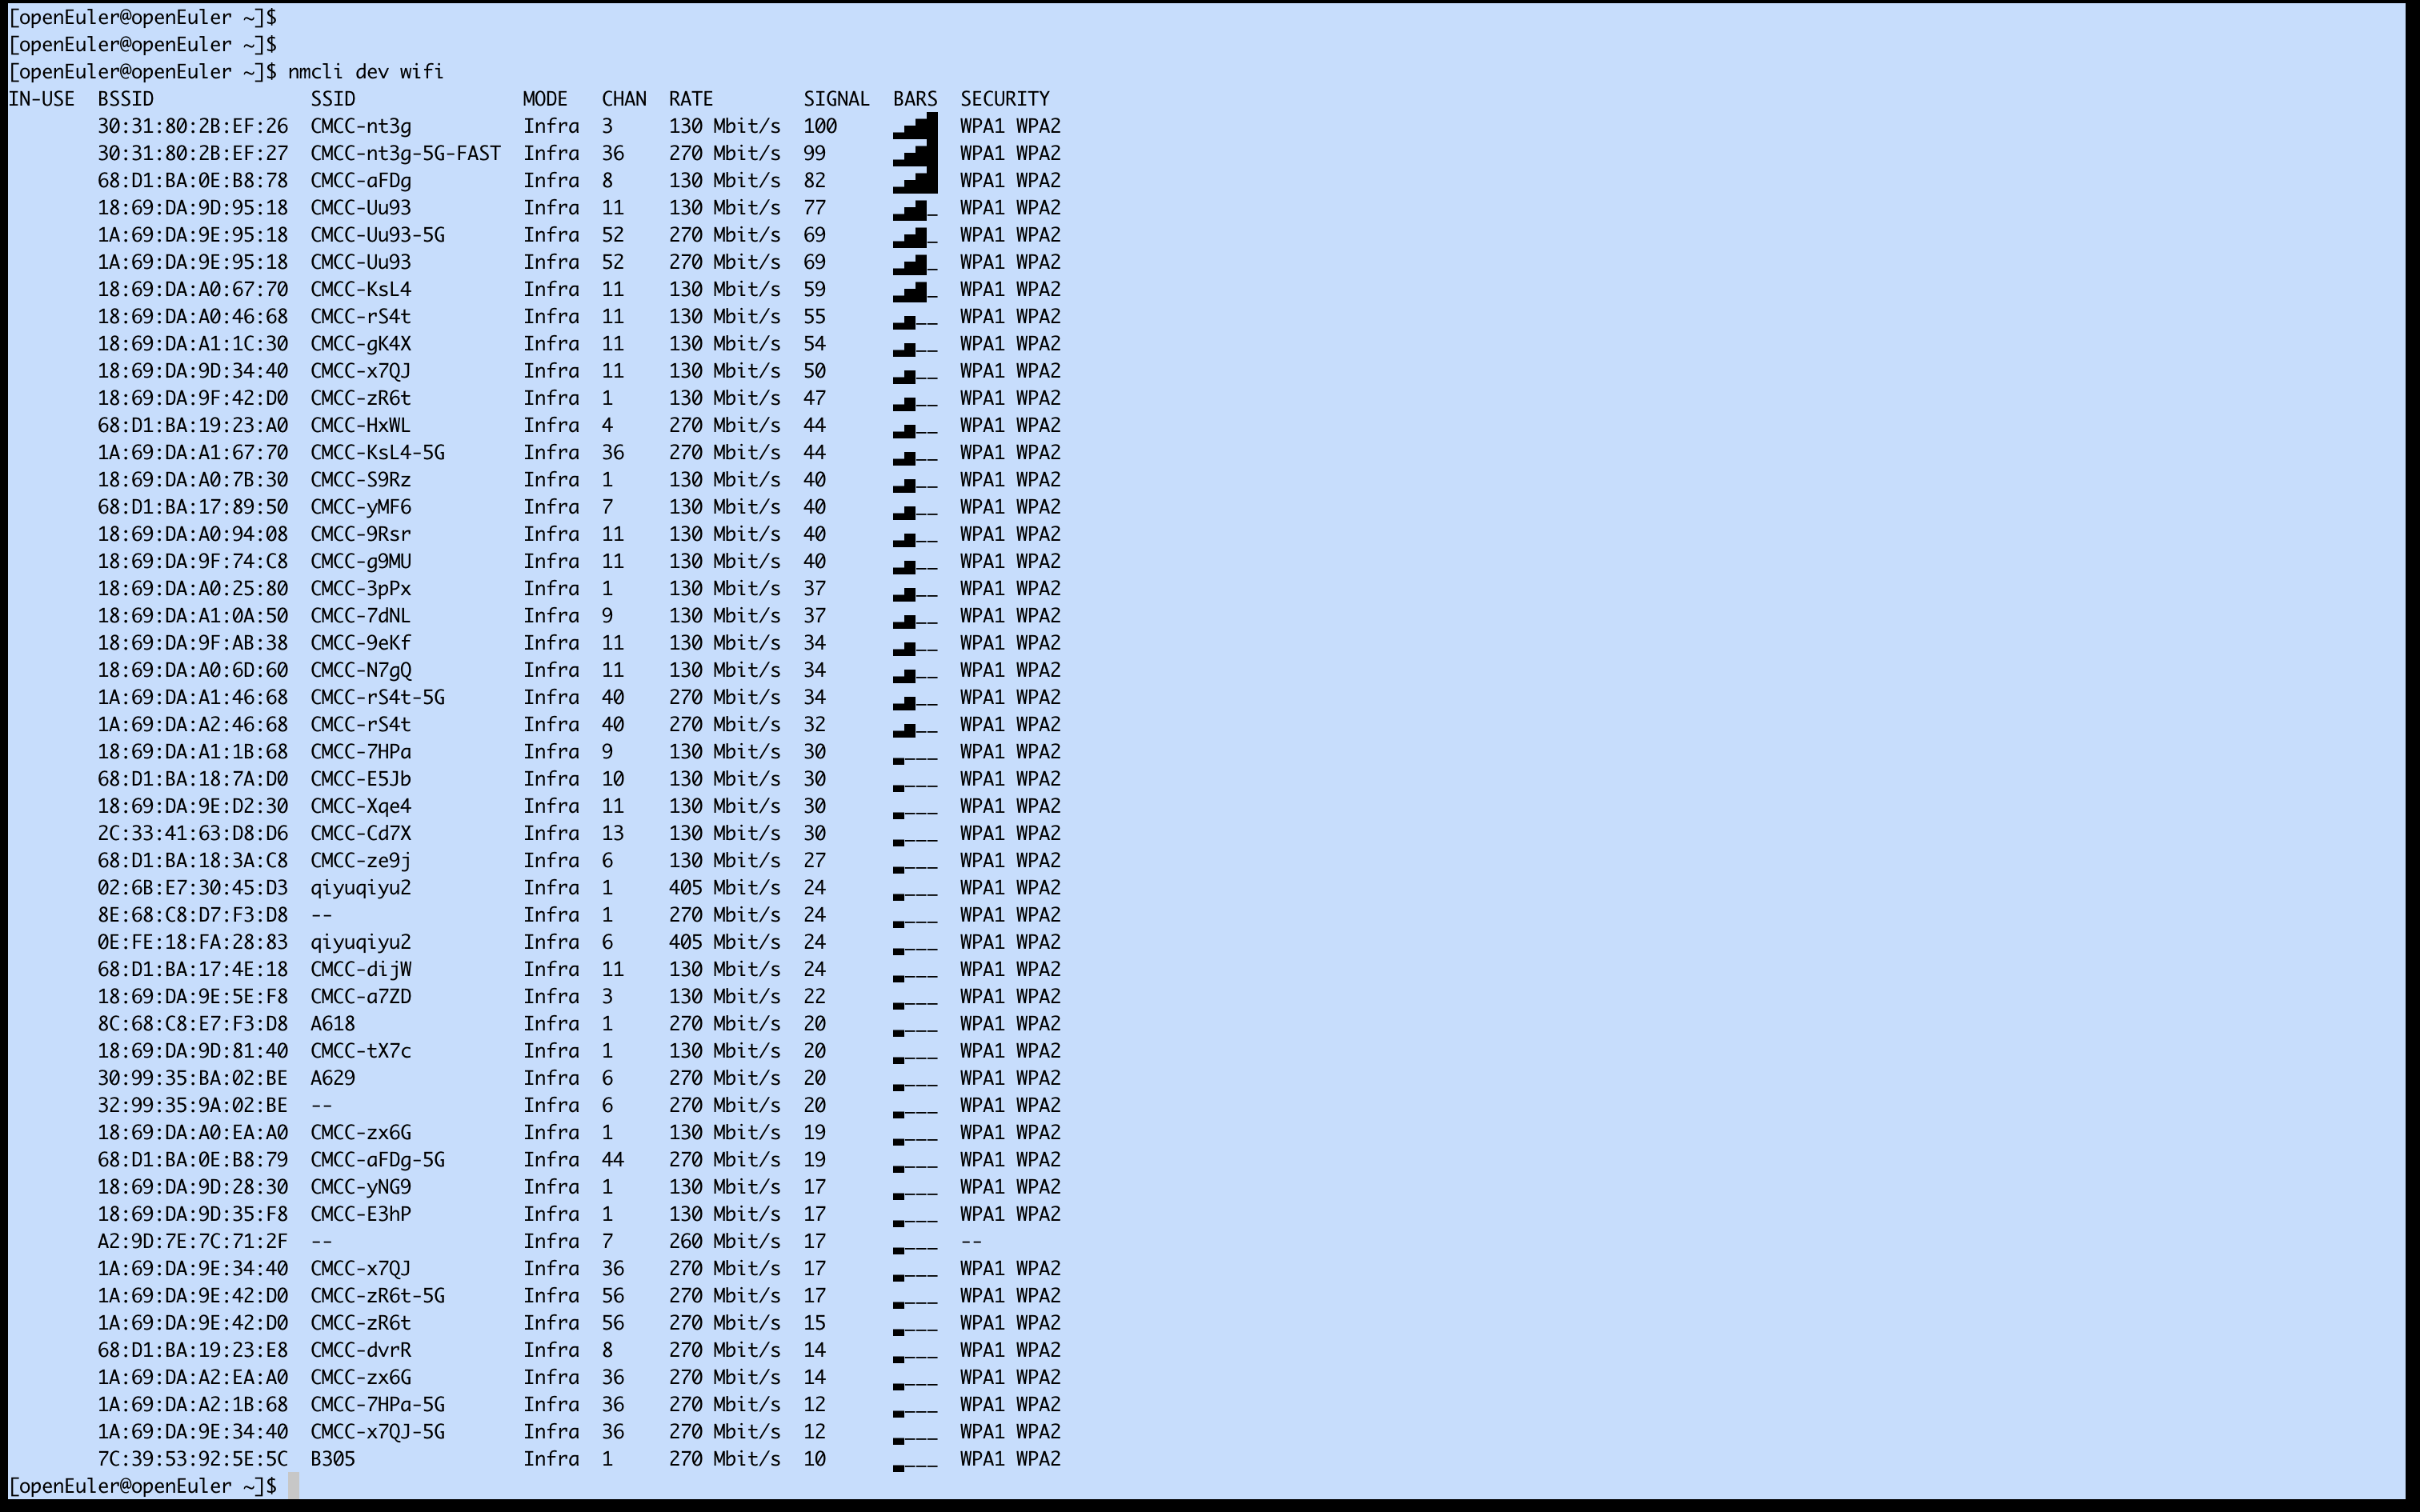 [openEuler@openEuler ~]$
[openEuler@openEuler ~]$
[openEuler@openEuler ~]$ nmcli dev wifi
IN-USE  BSSID              SSID               MODE   CHAN  RATE        SIGNAL  BARS  SECURITY
        30:31:80:2B:EF:26  CMCC-nt3g          Infra  3     130 Mbit/s  100     ▂▄▆█  WPA1 WPA2
        30:31:80:2B:EF:27  CMCC-nt3g-5G-FAST  Infra  36    270 Mbit/s  99      ▂▄▆█  WPA1 WPA2
        68:D1:BA:0E:B8:78  CMCC-aFDg          Infra  8     130 Mbit/s  82      ▂▄▆█  WPA1 WPA2
        18:69:DA:9D:95:18  CMCC-Uu93          Infra  11    130 Mbit/s  77      ▂▄▆_  WPA1 WPA2
        1A:69:DA:9E:95:18  CMCC-Uu93-5G       Infra  52    270 Mbit/s  69      ▂▄▆_  WPA1 WPA2
        1A:69:DA:9E:95:18  CMCC-Uu93          Infra  52    270 Mbit/s  69      ▂▄▆_  WPA1 WPA2
        18:69:DA:A0:67:70  CMCC-KsL4          Infra  11    130 Mbit/s  59      ▂▄▆_  WPA1 WPA2
        18:69:DA:A0:46:68  CMCC-rS4t          Infra  11    130 Mbit/s  55      ▂▄__  WPA1 WPA2
        18:69:DA:A1:1C:30  CMCC-gK4X          Infra  11    130 Mbit/s  54      ▂▄__  WPA1 WPA2
        18:69:DA:9D:34:40  CMCC-x7QJ          Infra  11    130 Mbit/s  50      ▂▄__  WPA1 WPA2
        18:69:DA:9F:42:D0  CMCC-zR6t          Infra  1     130 Mbit/s  47      ▂▄__  WPA1 WPA2
        68:D1:BA:19:23:A0  CMCC-HxWL          Infra  4     270 Mbit/s  44      ▂▄__  WPA1 WPA2
        1A:69:DA:A1:67:70  CMCC-KsL4-5G       Infra  36    270 Mbit/s  44      ▂▄__  WPA1 WPA2
        18:69:DA:A0:7B:30  CMCC-S9Rz          Infra  1     130 Mbit/s  40      ▂▄__  WPA1 WPA2
        68:D1:BA:17:89:50  CMCC-yMF6          Infra  7     130 Mbit/s  40      ▂▄__  WPA1 WPA2
        18:69:DA:A0:94:08  CMCC-9Rsr          Infra  11    130 Mbit/s  40      ▂▄__  WPA1 WPA2
        18:69:DA:9F:74:C8  CMCC-g9MU          Infra  11    130 Mbit/s  40      ▂▄__  WPA1 WPA2
        18:69:DA:A0:25:80  CMCC-3pPx          Infra  1     130 Mbit/s  37      ▂▄__  WPA1 WPA2
        18:69:DA:A1:0A:50  CMCC-7dNL          Infra  9     130 Mbit/s  37      ▂▄__  WPA1 WPA2
        18:69:DA:9F:AB:38  CMCC-9eKf          Infra  11    130 Mbit/s  34      ▂▄__  WPA1 WPA2
        18:69:DA:A0:6D:60  CMCC-N7gQ          Infra  11    130 Mbit/s  34      ▂▄__  WPA1 WPA2
        1A:69:DA:A1:46:68  CMCC-rS4t-5G       Infra  40    270 Mbit/s  34      ▂▄__  WPA1 WPA2
        1A:69:DA:A2:46:68  CMCC-rS4t          Infra  40    270 Mbit/s  32      ▂▄__  WPA1 WPA2
        18:69:DA:A1:1B:68  CMCC-7HPa          Infra  9     130 Mbit/s  30      ▂___  WPA1 WPA2
        68:D1:BA:18:7A:D0  CMCC-E5Jb          Infra  10    130 Mbit/s  30      ▂___  WPA1 WPA2
        18:69:DA:9E:D2:30  CMCC-Xqe4          Infra  11    130 Mbit/s  30      ▂___  WPA1 WPA2
        2C:33:41:63:D8:D6  CMCC-Cd7X          Infra  13    130 Mbit/s  30      ▂___  WPA1 WPA2
        68:D1:BA:18:3A:C8  CMCC-ze9j          Infra  6     130 Mbit/s  27      ▂___  WPA1 WPA2
        02:6B:E7:30:45:D3  qiyuqiyu2          Infra  1     405 Mbit/s  24      ▂___  WPA1 WPA2
        8E:68:C8:D7:F3:D8  --                 Infra  1     270 Mbit/s  24      ▂___  WPA1 WPA2
        0E:FE:18:FA:28:83  qiyuqiyu2          Infra  6     405 Mbit/s  24      ▂___  WPA1 WPA2
        68:D1:BA:17:4E:18  CMCC-dijW          Infra  11    130 Mbit/s  24      ▂___  WPA1 WPA2
        18:69:DA:9E:5E:F8  CMCC-a7ZD          Infra  3     130 Mbit/s  22      ▂___  WPA1 WPA2
        8C:68:C8:E7:F3:D8  A618               Infra  1     270 Mbit/s  20      ▂___  WPA1 WPA2
        18:69:DA:9D:81:40  CMCC-tX7c          Infra  1     130 Mbit/s  20      ▂___  WPA1 WPA2
        30:99:35:BA:02:BE  A629               Infra  6     270 Mbit/s  20      ▂___  WPA1 WPA2
        32:99:35:9A:02:BE  --                 Infra  6     270 Mbit/s  20      ▂___  WPA1 WPA2
        18:69:DA:A0:EA:A0  CMCC-zx6G          Infra  1     130 Mbit/s  19      ▂___  WPA1 WPA2
        68:D1:BA:0E:B8:79  CMCC-aFDg-5G       Infra  44    270 Mbit/s  19      ▂___  WPA1 WPA2
        18:69:DA:9D:28:30  CMCC-yNG9          Infra  1     130 Mbit/s  17      ▂___  WPA1 WPA2
        18:69:DA:9D:35:F8  CMCC-E3hP          Infra  1     130 Mbit/s  17      ▂___  WPA1 WPA2
        A2:9D:7E:7C:71:2F  --                 Infra  7     260 Mbit/s  17      ▂___  --
        1A:69:DA:9E:34:40  CMCC-x7QJ          Infra  36    270 Mbit/s  17      ▂___  WPA1 WPA2
        1A:69:DA:9E:42:D0  CMCC-zR6t-5G       Infra  56    270 Mbit/s  17      ▂___  WPA1 WPA2
        1A:69:DA:9E:42:D0  CMCC-zR6t          Infra  56    270 Mbit/s  15      ▂___  WPA1 WPA2
        68:D1:BA:19:23:E8  CMCC-dvrR          Infra  8     270 Mbit/s  14      ▂___  WPA1 WPA2
        1A:69:DA:A2:EA:A0  CMCC-zx6G          Infra  36    270 Mbit/s  14      ▂___  WPA1 WPA2
        1A:69:DA:A2:1B:68  CMCC-7HPa-5G       Infra  36    270 Mbit/s  12      ▂___  WPA1 WPA2
        1A:69:DA:9E:34:40  CMCC-x7QJ-5G       Infra  36    270 Mbit/s  12      ▂___  WPA1 WPA2
        7C:39:53:92:5E:5C  B305               Infra  1     270 Mbit/s  10      ▂___  WPA1 WPA2
[openEuler@openEuler ~]$